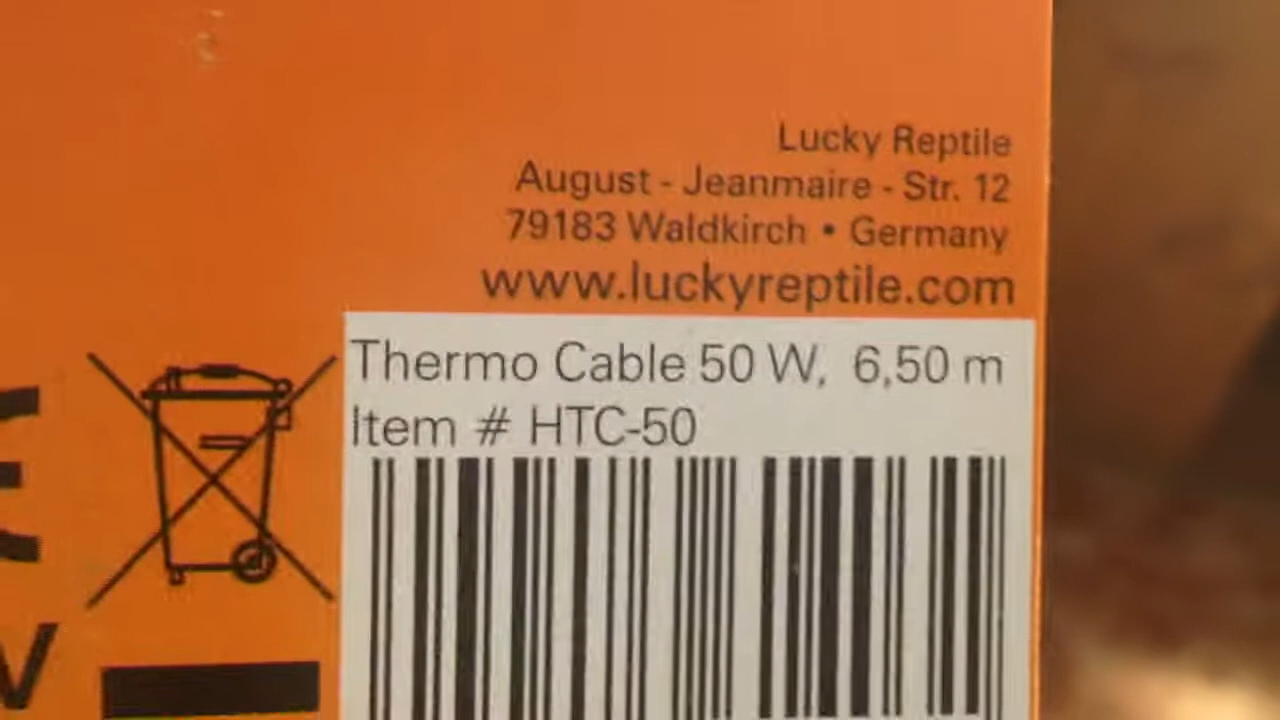 Lucky Reptile
August - Jeanmaire - Str. 12
79183 Waldkirch • Germany
www.luckyreptile.com
Thermo Cable 50 W, 6,50 m
Item # HTC-50